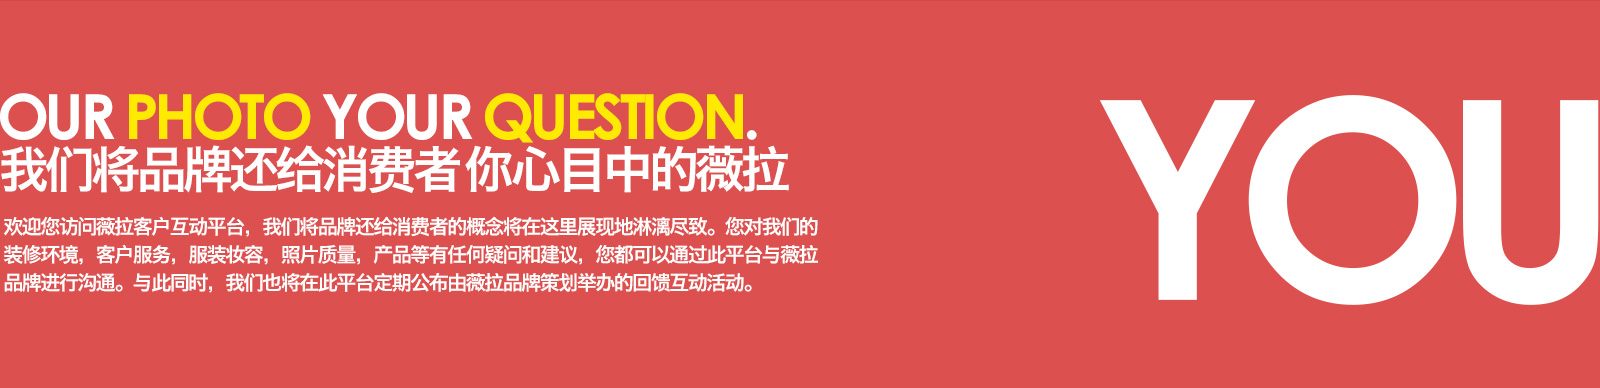 OUR PHOTO YOUR QUESTION.
我们将品牌还给消费者 你心目中的薇拉
欢迎您访问薇拉客户互动平台，我们将品牌还给消费者的概念将在这里展现地淋漓尽致。您对我们的
装修环境，客户服务，服装妆容，照片质量，产品等有任何疑问和建议，您都可以通过此平台与薇拉
品牌进行沟通。与此同时，我们也将在此平台定期公布由薇拉品牌策划举办的回馈互动活动。
YOU